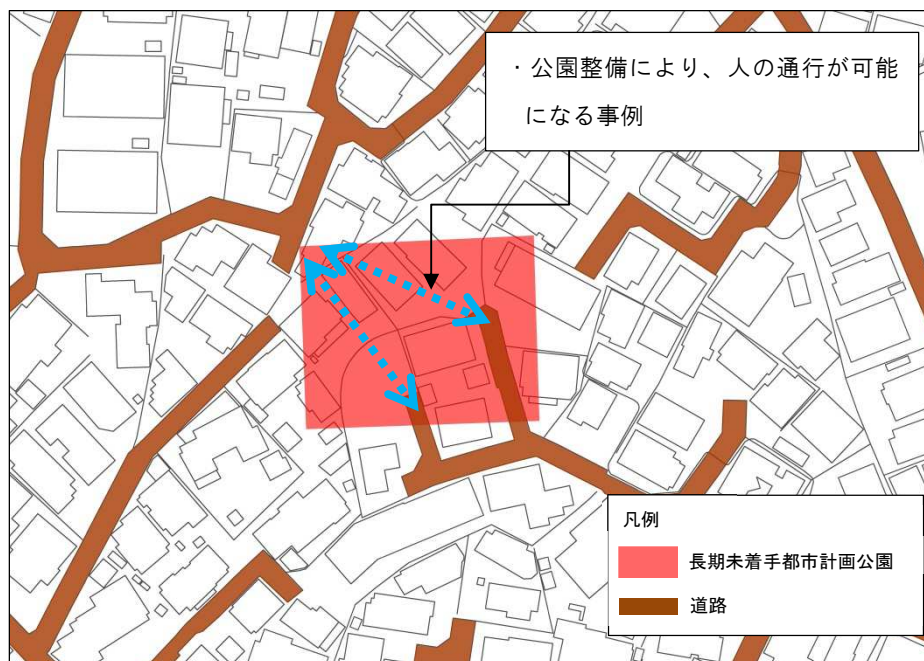 ・公園整備により、人の通行が可能
になる事例
凡例
長期未着手都市計画公園
道路